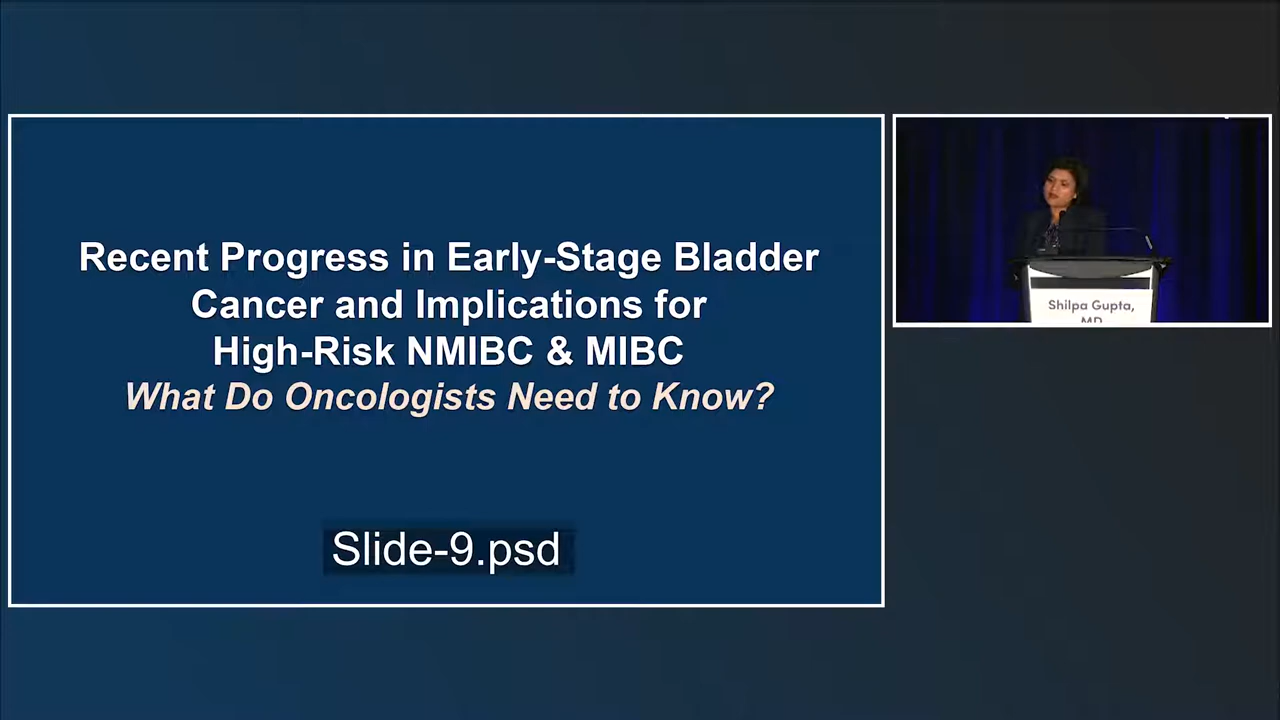 Recent Progress in Early-Stage Bladder
Cancer and Implications for
High-Risk NMIBC & MIBC
What Do Oncologists Need to Know?
Slide-9.psd
Shilpa Gupta,
MD